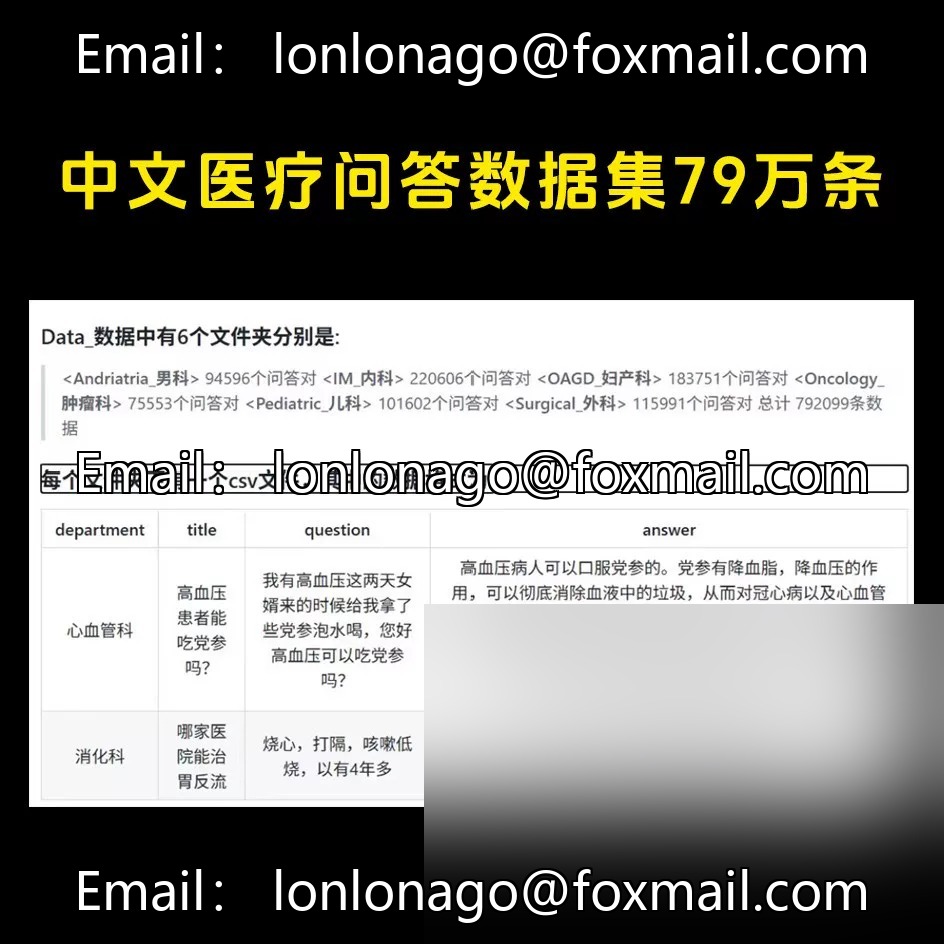 Email： lonlonago@foxmail.com
中文医疗问答数据集79万条
Data_数据中有6个文件夹分别是:
<Andriatria_男科> 94596个问答对 <IM_内科> 220606个问答对 <OAGD_妇产科> 183751个问答对 <Oncology_
肿瘤科> 75553个问答对 <Pediatric_儿科> 101602个问答对 <Surgical_外科> 115991个问答对 总计 792099条数
据
Email： lonlonago@foxmail.com
每个 csv文
department title question answer
心血管科
高血压
患者能
吃党参
吗？
我有高血压这两天女
婿来的时候给我拿了
些党参泡水喝，您好
高血压可以吃党参
吗？
高血压病人可以口服党参的。党参有降血脂，降血压的作
用，可以彻底消除血液中的垃圾，从而对冠心病以及心血管
消化科
哪家医
院能治
胃反流
烧心，打隔，咳嗽低
烧，以有4年多
Email： lonlonago@foxmail.com